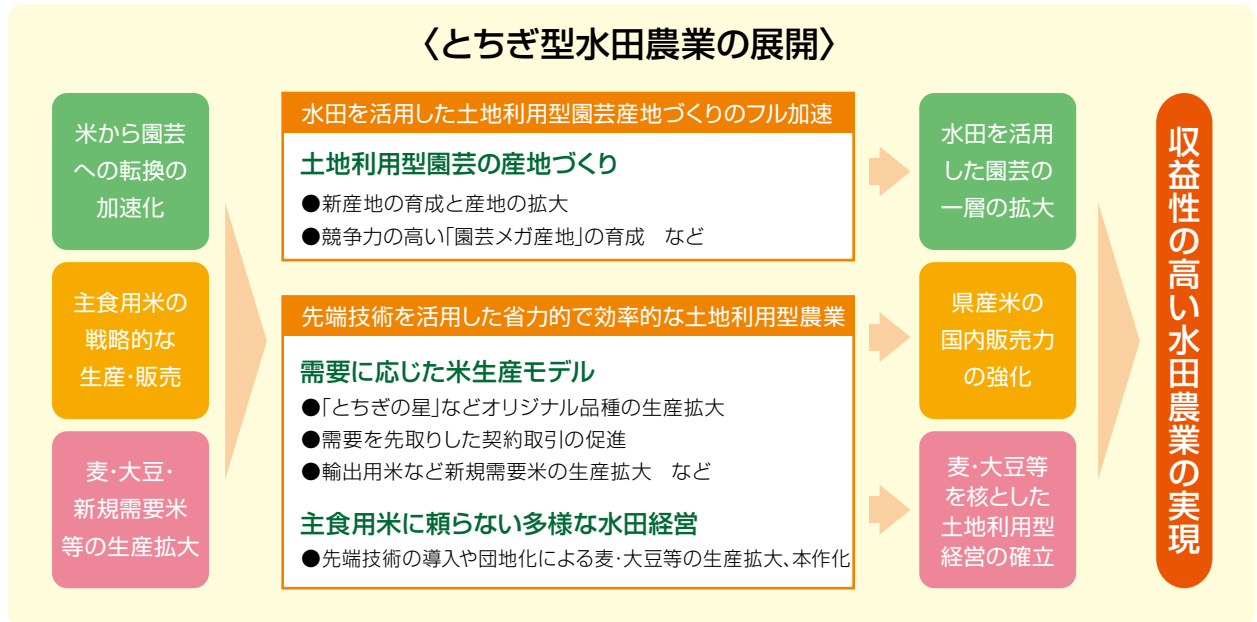 〈とちぎ型水田農業の展開〉
米から園芸
への転換の
加速化
主食用米の
戦略的な
生産・販売
麦・大豆・
新規需要米
等の生産拡大
水田を活用した土地利用型園芸産地づくりのフル加速
土地利用型園芸の産地づくり
●新産地の育成と産地の拡大
●競争力の高い「園芸メガ産地」の育成　など
先端技術を活用した省力的で効率的な土地利用型農業
需要に応じた米生産モデル
●「とちぎの星」などオリジナル品種の生産拡大
●需要を先取りした契約取引の促進
●輸出用米など新規需要米の生産拡大　など
主食用米に頼らない多様な水田経営
●先端技術の導入や団地化による麦・大豆等の生産拡大、本作化
水田を活用
した園芸の
一層の拡大
県産米の
国内販売力
の強化
麦・大豆等
を核とした
土地利用型
経営の確立
収益性の高い水田農業の実現